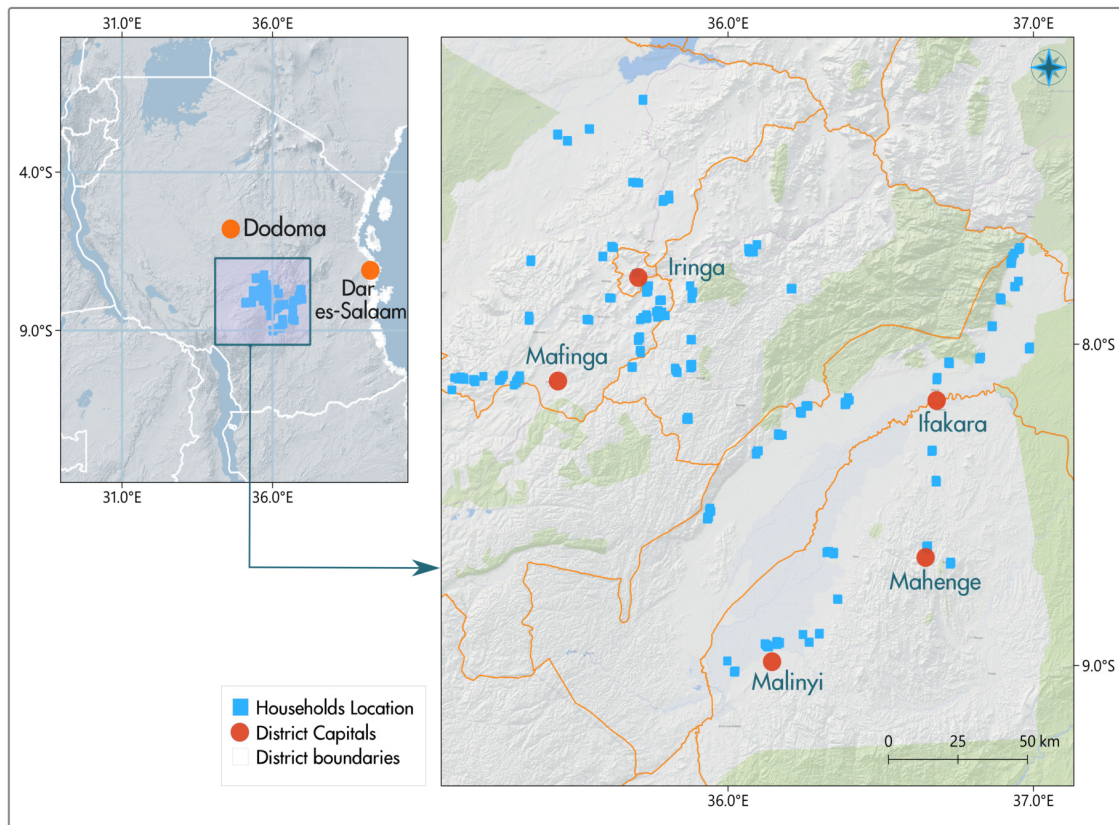 31.0°E
36.0°E
4.0°S
9.0°S
Dodoma
Dar
es-Salaam
31.0°E
36.0°E
36.0°E
37.0°E
Iringa
Mafinga
8.0°S
Ifakara
Mahenge
Malinyi
9.0°S
0
25
50 km
36.0°E
37.0°E
Households Location
District Capitals
District boundaries